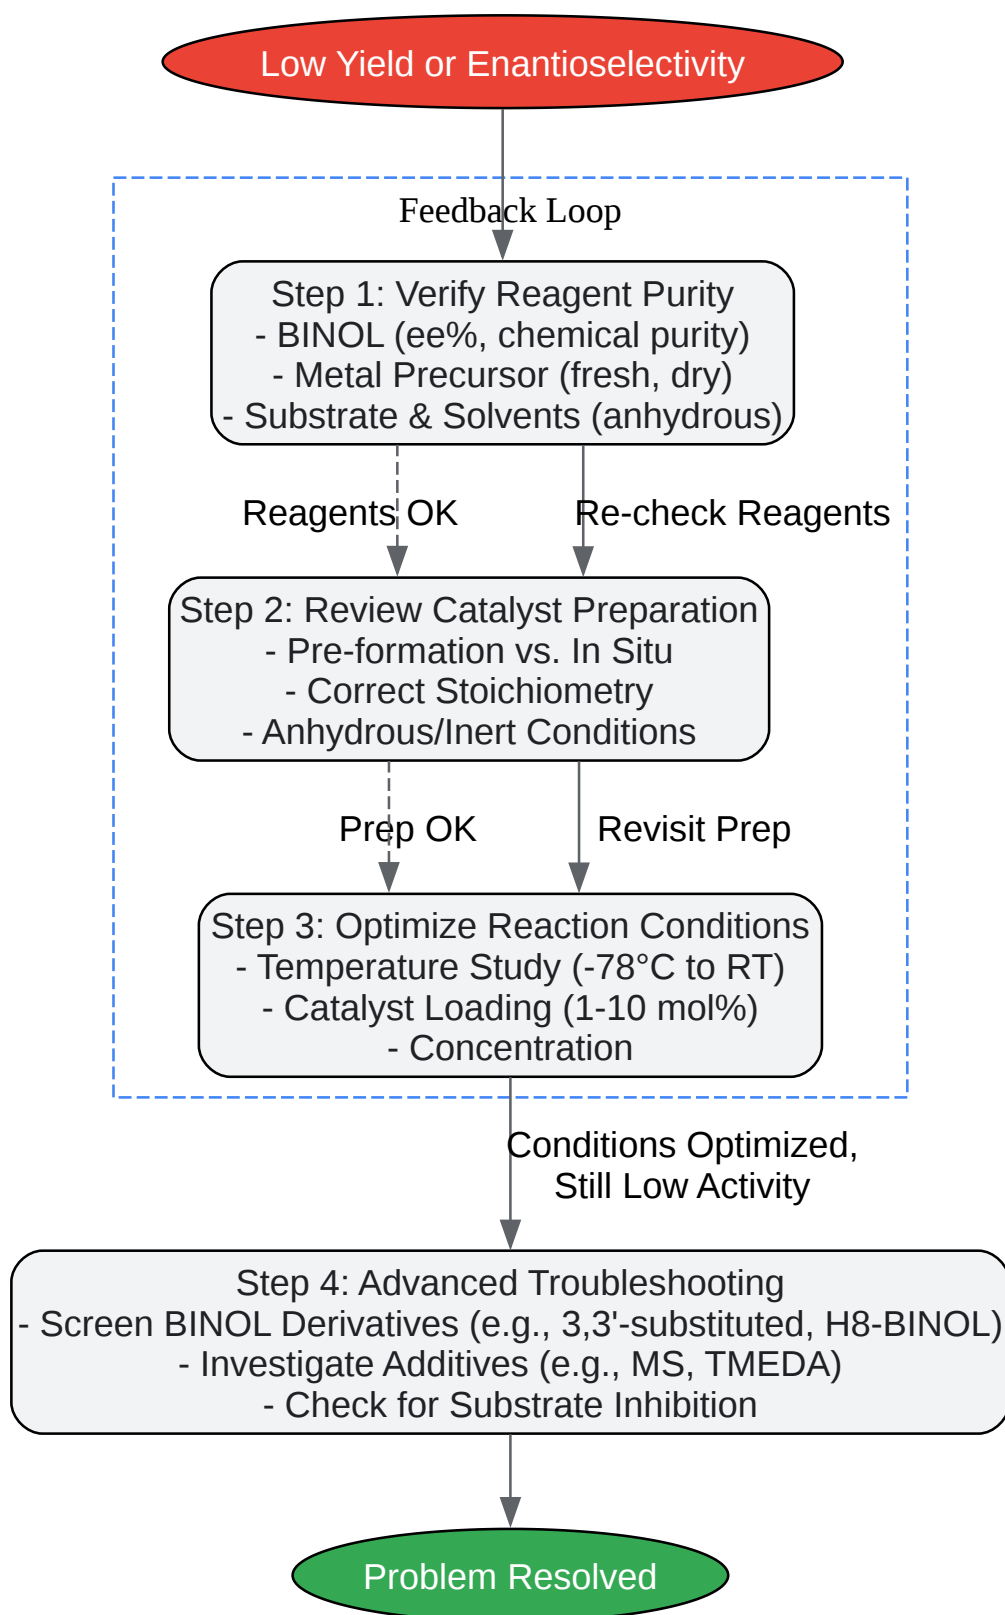 Low Yield or Enantioselectivity
Feedback Loop
Step 1: Verify Reagent Purity
- BINOL (ee%, chemical purity)
- Metal Precursor (fresh, dry)
- Substrate & Solvents (anhydrous)
Reagents OK
Re-check Reagents
Step 2: Review Catalyst Preparation
- Pre-formation vs. In Situ
- Correct Stoichiometry
- Anhydrous/Inert Conditions
Prep OK
Revisit Prep
Step 3: Optimize Reaction Conditions
- Temperature Study (-78°C to RT)
- Catalyst Loading (1-10 mol%)
- Concentration
Conditions Optimized,
Still Low Activity
Step 4: Advanced Troubleshooting
- Screen BINOL Derivatives (e.g., 3,3'-substituted, H8-BINOL)
- Investigate Additives (e.g., MS, TMEDA)
- Check for Substrate Inhibition
Problem Resolved